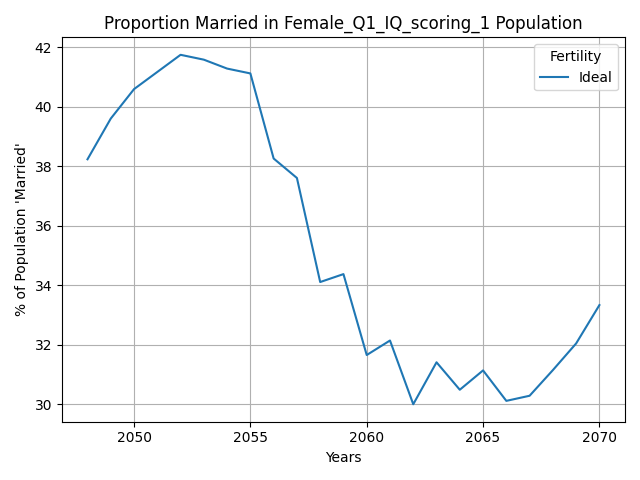 Proportion Married in Female_Q1_IQ_scoring_1 Population
Fertility
Ideal
% of Population 'Married'
42
40
38
36
34
32
30
2050
2055
2060
2065
2070
Years